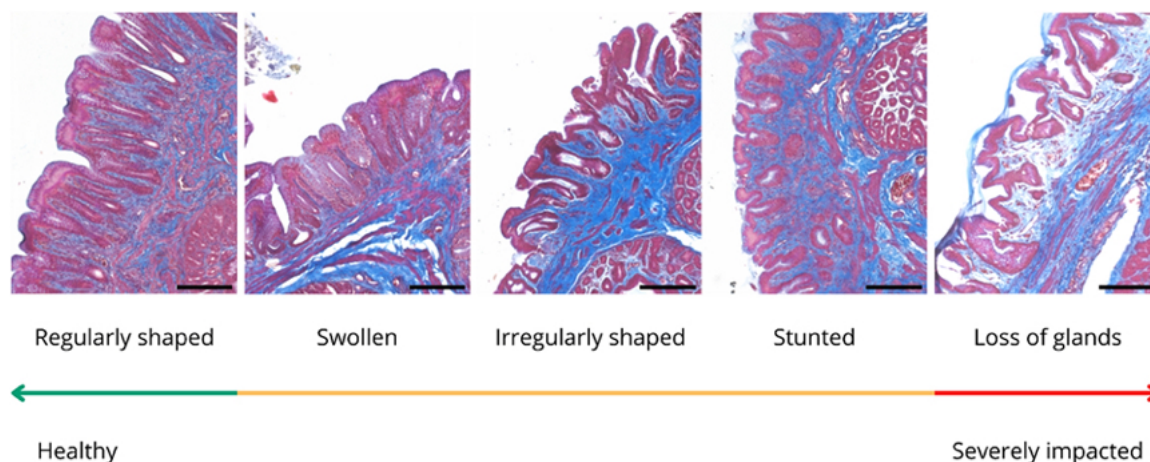 Regularly shaped
Swollen
Irregularly shaped
Stunted
Loss of glands
Healthy
Severely impacted